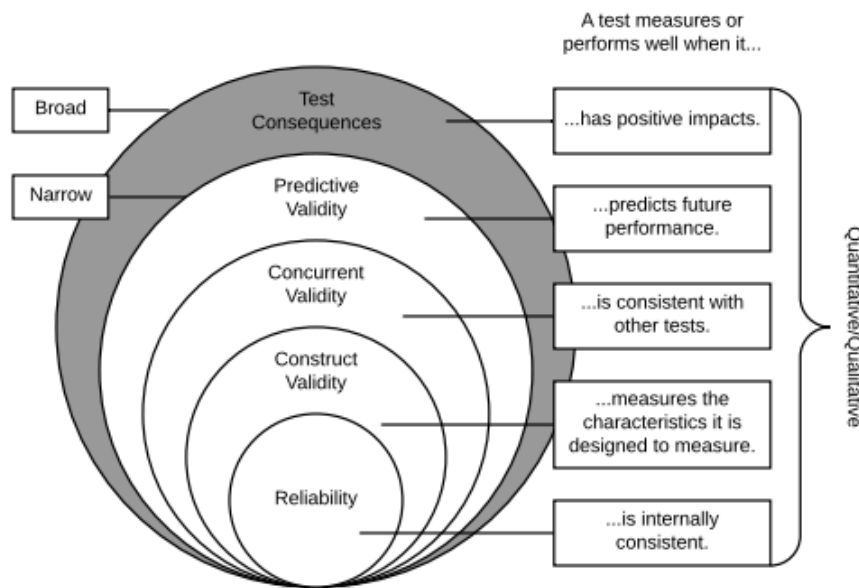 A test measures or
performs well when it...
Broad
Test
Consequences
...has positive impacts.
Narrow
Predictive
Validity
...predicts future
performance.
Concurrent
Validity
...is consistent with
other tests.
Construct
Validity
...measures the
characteristics it is
designed to measure.
Reliability
...is internally
consistent.
Quantitative/Qualitative